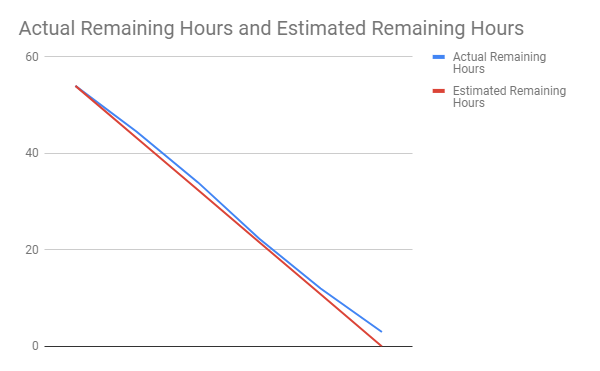 Actual Remaining Hours and Estimated Remaining Hours
60
40
20
0
Actual Remaining
Hours
Estimated Remaining
Hours